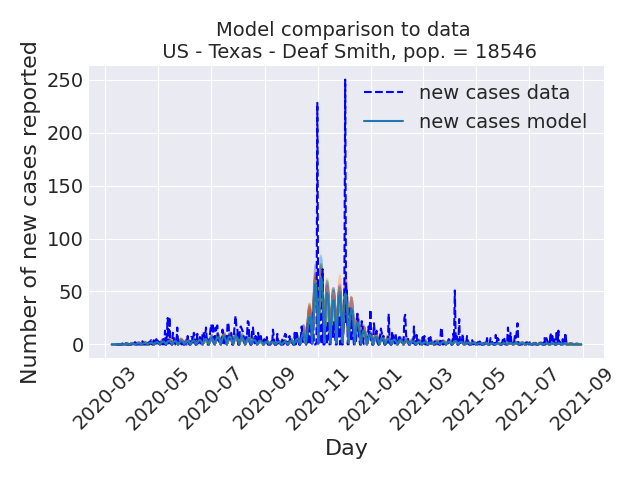 Model comparison to data
US - Texas - Deaf Smith, pop. = 18546
Number of new cases reported
250
200
150
100
50
0
new cases data
new cases model
2020-03
2020-05
2020-07
2020-09
2020-11
2021-01
2021-03
2021-05
2021-07
2021-09
Day